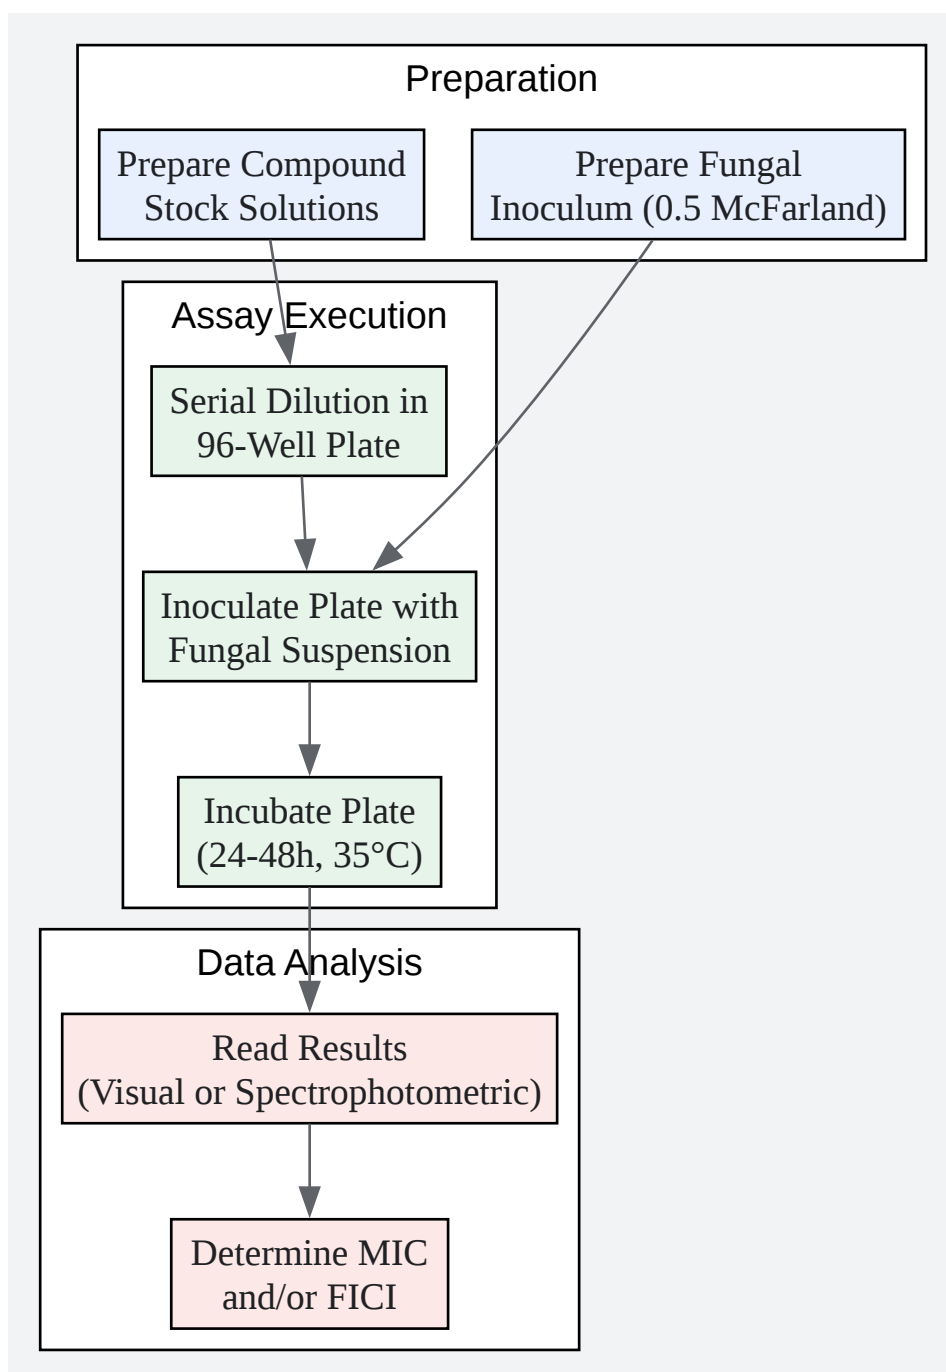 Preparation
Prepare Compound
Stock Solutions
Prepare Fungal
Inoculum (0.5 McFarland)
Assay Execution
Serial Dilution in
96-Well Plate
Inoculate Plate with
Fungal Suspension
Incubate Plate
(24-48h, 35°C)
Data Analysis
Read Results
(Visual or Spectrophotometric)
Determine MIC
and/or FICI